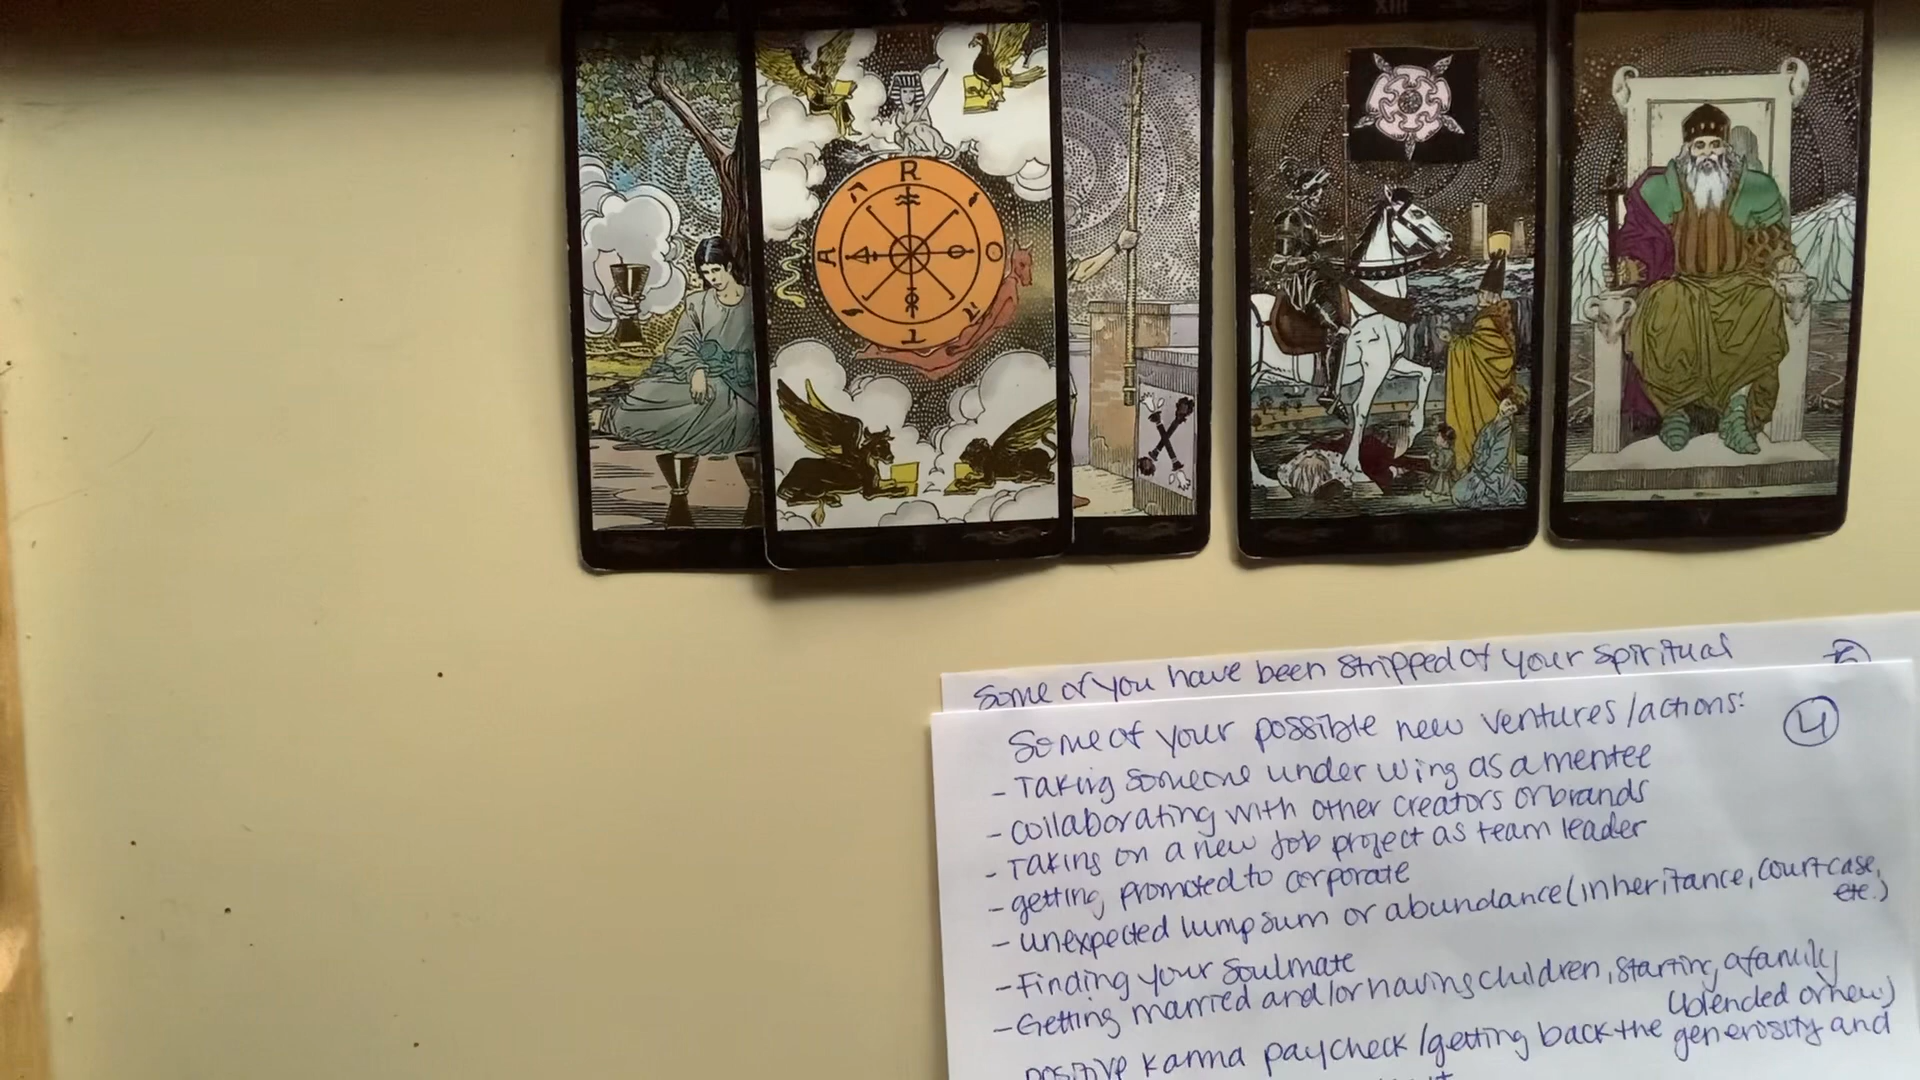 XIII
R
A
O
T
V
Some of you have been stripped of your spiritual
Some of your possible new ventures/actions:
4
- Taking someone under wing as a mentee
- collaborating with other creators or brands
- Taking on a new job project as team leader
- getting promoted to corporate
- unexpected lump sum or abundance (inheritance, court case, etc.)
- Finding your soulmate
- Getting married and/or having children, starting a family
(blended or new)
positive karma paycheck / getting back the generosity and